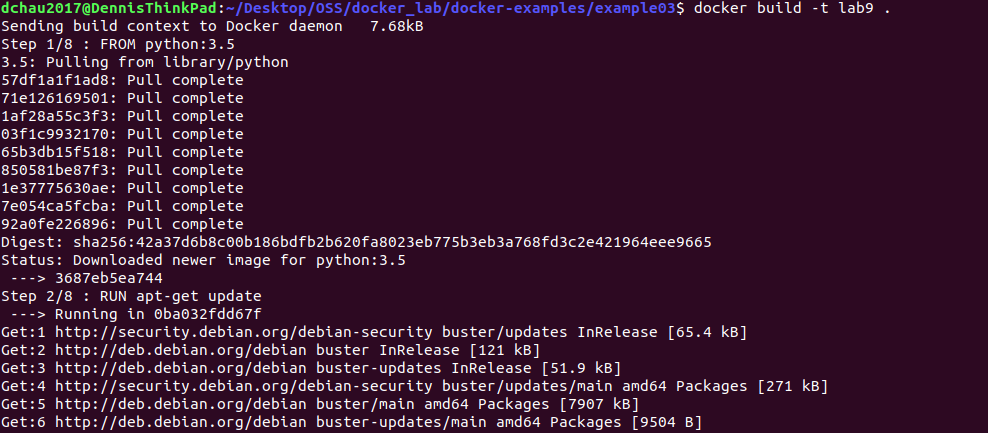 dchau2017@DennisThinkPad:~/Desktop/OSS/docker_lab/docker-examples/example03$ docker build -t lab9 .
Sending build context to Docker daemon   7.68kB
Step 1/8 : FROM python:3.5
3.5: Pulling from library/python
57df1a1f1ad8: Pull complete
71e126169501: Pull complete
1af28a55c3f3: Pull complete
03f1c9932170: Pull complete
65b3db15f518: Pull complete
850581be87f3: Pull complete
1e37775630ae: Pull complete
7e054ca5fcba: Pull complete
92a0fe226896: Pull complete
Digest: sha256:42a37d6b8c00b186bdfb2b620fa8023eb775b3eb3a768fd3c2e421964eee9665
Status: Downloaded newer image for python:3.5
 ---> 3687eb5ea744
Step 2/8 : RUN apt-get update
 ---> Running in 0ba032fdd67f
Get:1 http://security.debian.org/debian-security buster/updates InRelease [65.4 kB]
Get:2 http://deb.debian.org/debian buster InRelease [121 kB]
Get:3 http://deb.debian.org/debian buster-updates InRelease [51.9 kB]
Get:4 http://security.debian.org/debian-security buster/updates/main amd64 Packages [271 kB]
Get:5 http://deb.debian.org/debian buster/main amd64 Packages [7907 kB]
Get:6 http://deb.debian.org/debian buster-updates/main amd64 Packages [9504 B]